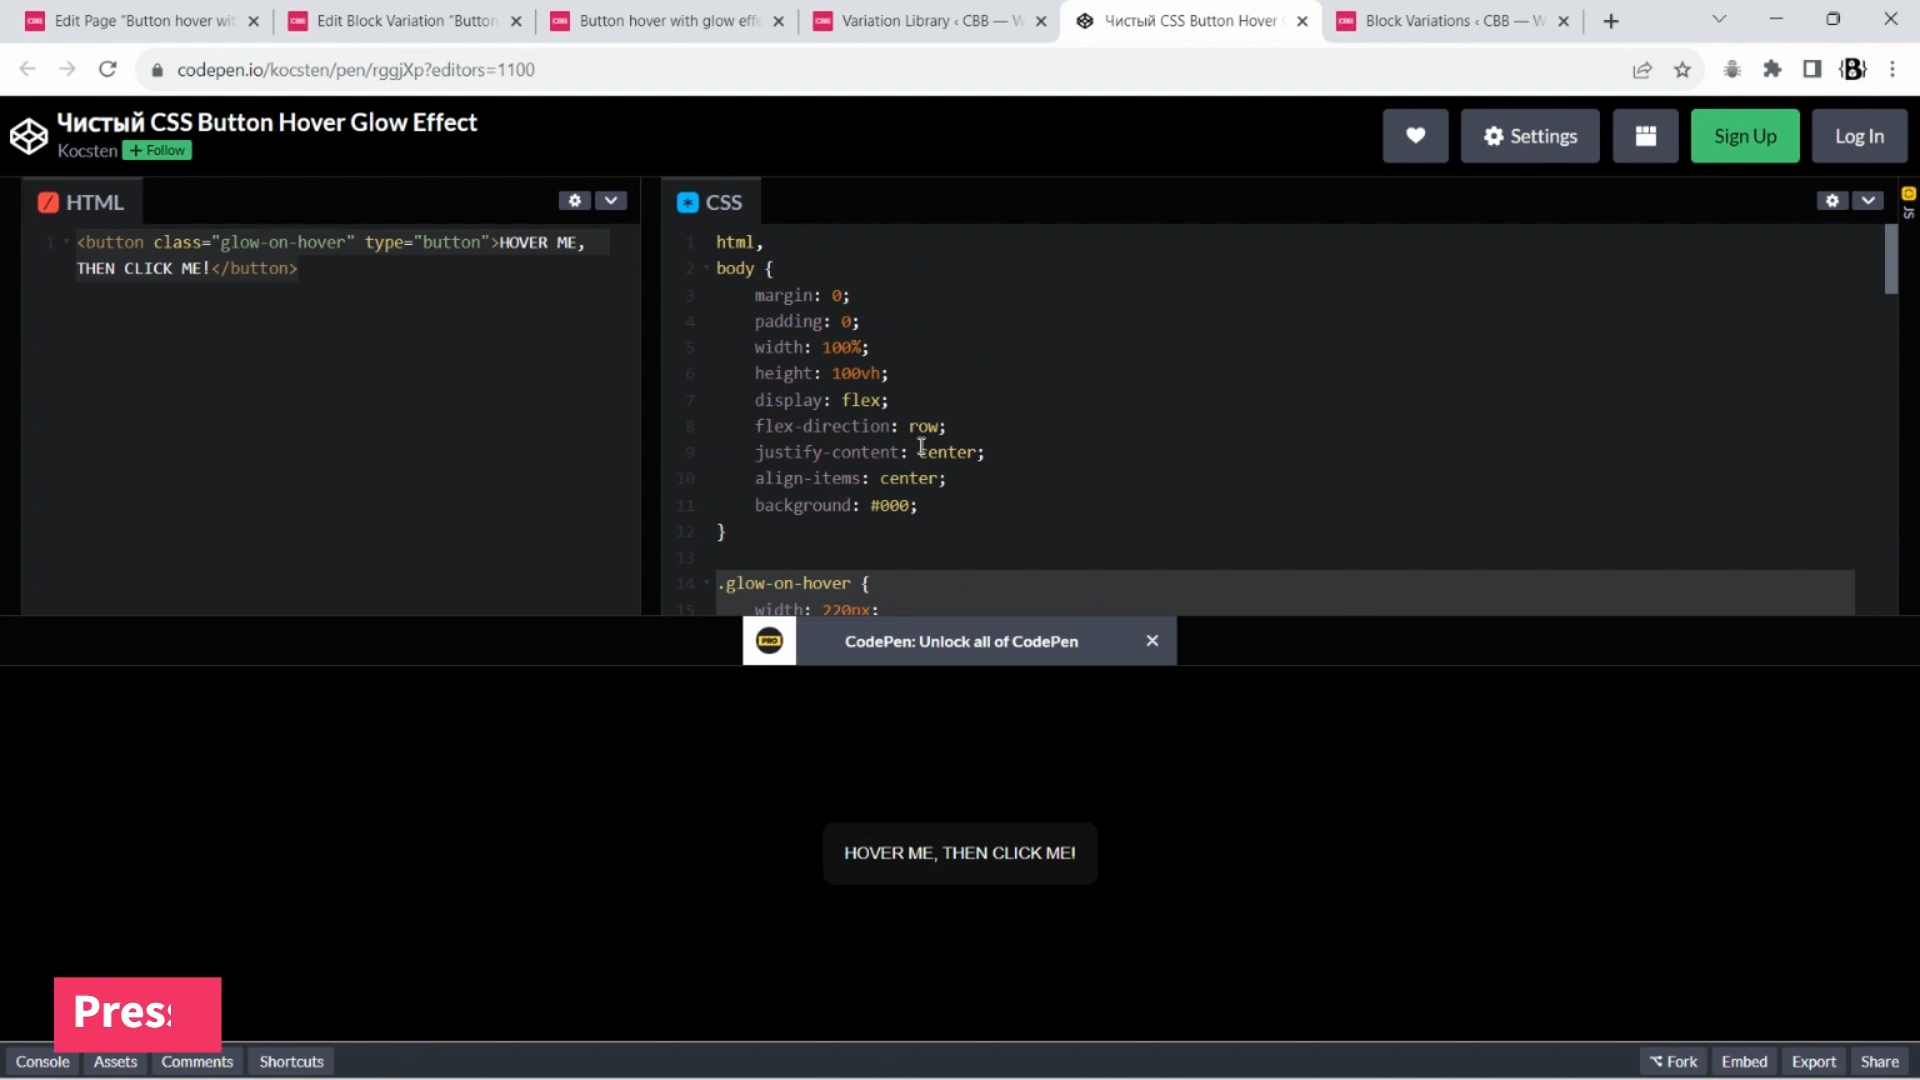 Edit Page "Button hover wit
Edit Block Variation "Button
Button hover with glow effe
Variation Library ‹ CBB — W
Чистый CSS Button Hover
Block Variations ‹ CBB — W
codepen.io/kocsten/pen/rggjXp?editors=1100
Чистый CSS Button Hover Glow Effect
Kocsten + Follow
Settings
Sign Up
Log In
HTML
1 <button class="glow-on-hover" type="button">HOVER ME,
THEN CLICK ME!</button>
CSS
JS
1 html,
2 body {
3 margin: 0;
4 padding: 0;
5 width: 100%;
6 height: 100vh;
7 display: flex;
8 flex-direction: row;
9 justify-content: center;
10 align-items: center;
11 background: #000;
12 }
13
14 .glow-on-hover {
15 width: 220px;
PRO
CodePen: Unlock all of CodePen
HOVER ME, THEN CLICK ME!
Press
Console
Assets
Comments
Shortcuts
Fork
Embed
Export
Share